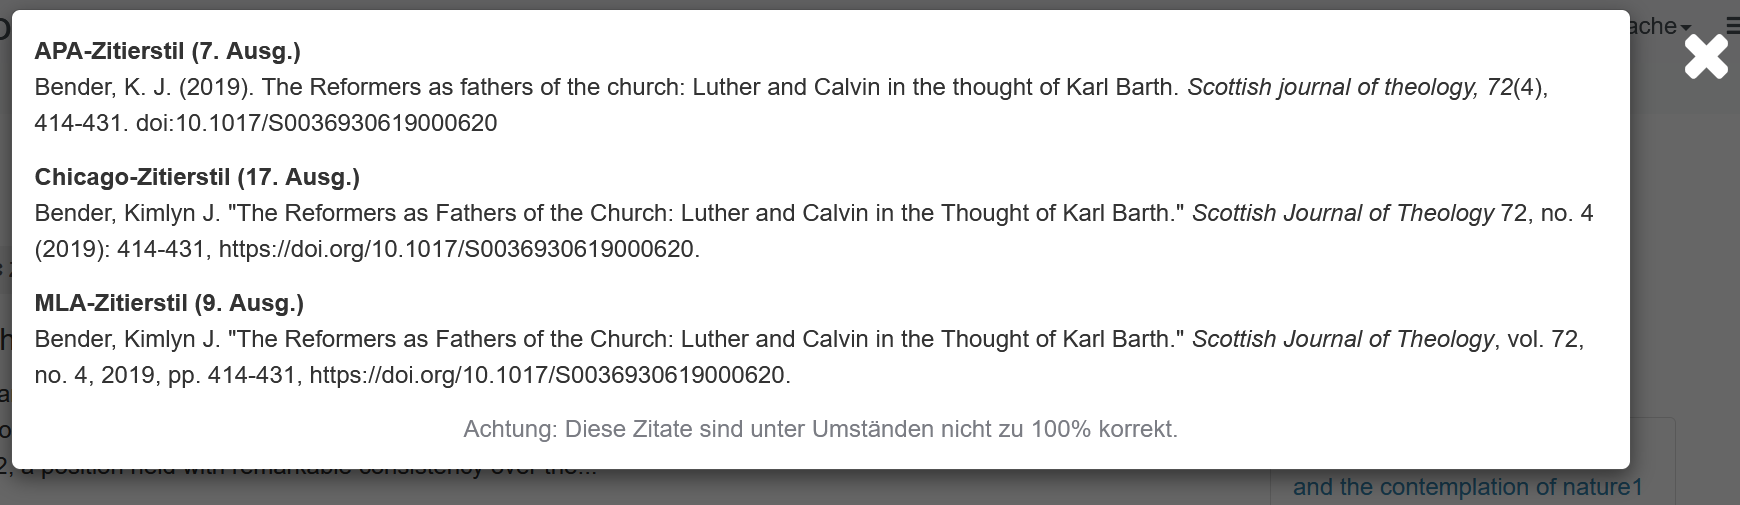 ache
APA-Zitierstil (7. Ausg.)
Bender, K. J. (2019). The Reformers as fathers of the church: Luther and Calvin in the thought of Karl Barth. Scottish journal of theology, 72(4),
414-431. doi:10.1017/S0036930619000620
Chicago-Zitierstil (17. Ausg.)
Bender, Kimlyn J. "The Reformers as Fathers of the Church: Luther and Calvin in the Thought of Karl Barth." Scottish Journal of Theology 72, no. 4
(2019): 414-431, https://doi.org/10.1017/S0036930619000620.
MLA-Zitierstil (9. Ausg.)
Bender, Kimlyn J. "The Reformers as Fathers of the Church: Luther and Calvin in the Thought of Karl Barth." Scottish Journal of Theology, vol. 72,
no. 4, 2019, pp. 414-431, https://doi.org/10.1017/S0036930619000620.
Achtung: Diese Zitate sind unter Umständen nicht zu 100% korrekt.
2, a position held with remarkable consistency over the...
and the contemplation of nature1